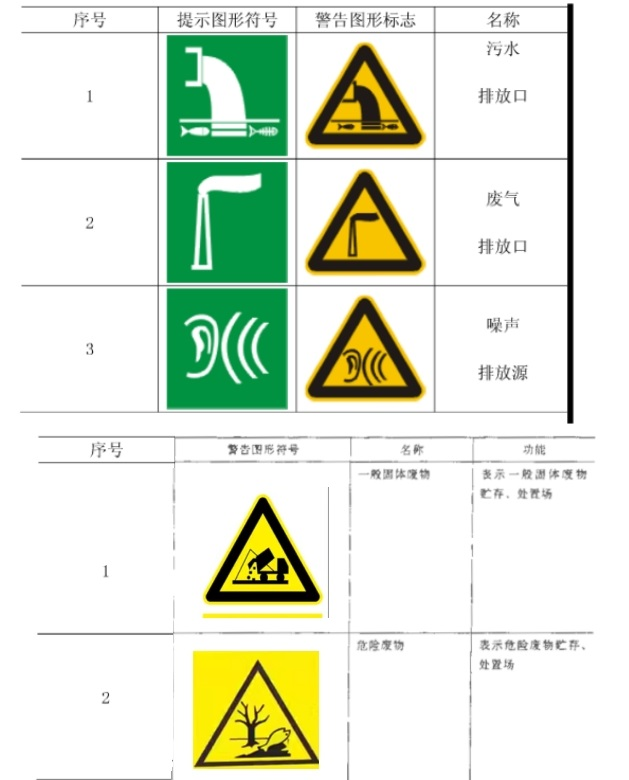 序号 提示图形符号 警告图形标志 名称
1 污水
排放口
2 废气
排放口
3 噪声
排放源
序号 警告图形符号 名称 功能
1 一般固体废物 表示一般固体废物
贮存、处置场
2 危险废物 表示危险废物贮存、
处置场